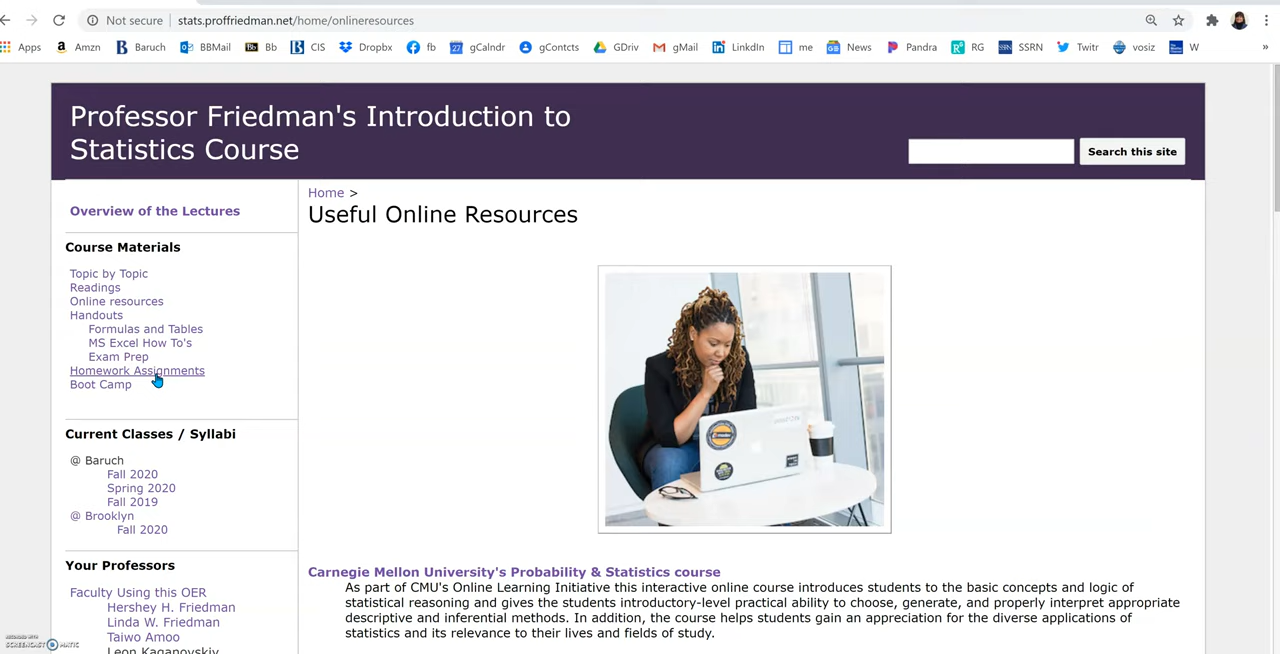 Not secure | stats.proffriedman.net/home/onlineresources
Apps Amzn Baruch BBMail Bb CIS Dropbx fb gCalndr gContcts GDriv gMail LinkdIn me News Pandra RG SSRN Twitr vosiz W »
Professor Friedman's Introduction to
Statistics Course
Search this site
Overview of the Lectures
Course Materials
Topic by Topic
Readings
Online resources
Handouts
Formulas and Tables
MS Excel How To's
Exam Prep
Homework Assignments
Boot Camp
Current Classes / Syllabi
@ Baruch
Fall 2020
Spring 2020
Fall 2019
@ Brooklyn
Fall 2020
Your Professors
Faculty Using this OER
Hershey H. Friedman
Linda W. Friedman
Taiwo Amoo
Leon Kaganovskiy
Home >
Useful Online Resources
Carnegie Mellon University's Probability & Statistics course
As part of CMU's Online Learning Initiative this interactive online course introduces students to the basic concepts and logic of
statistical reasoning and gives the students introductory-level practical ability to choose, generate, and properly interpret appropriate
descriptive and inferential methods. In addition, the course helps students gain an appreciation for the diverse applications of
statistics and its relevance to their lives and fields of study.
RECORDED WITH
SCREENCAST MATIC